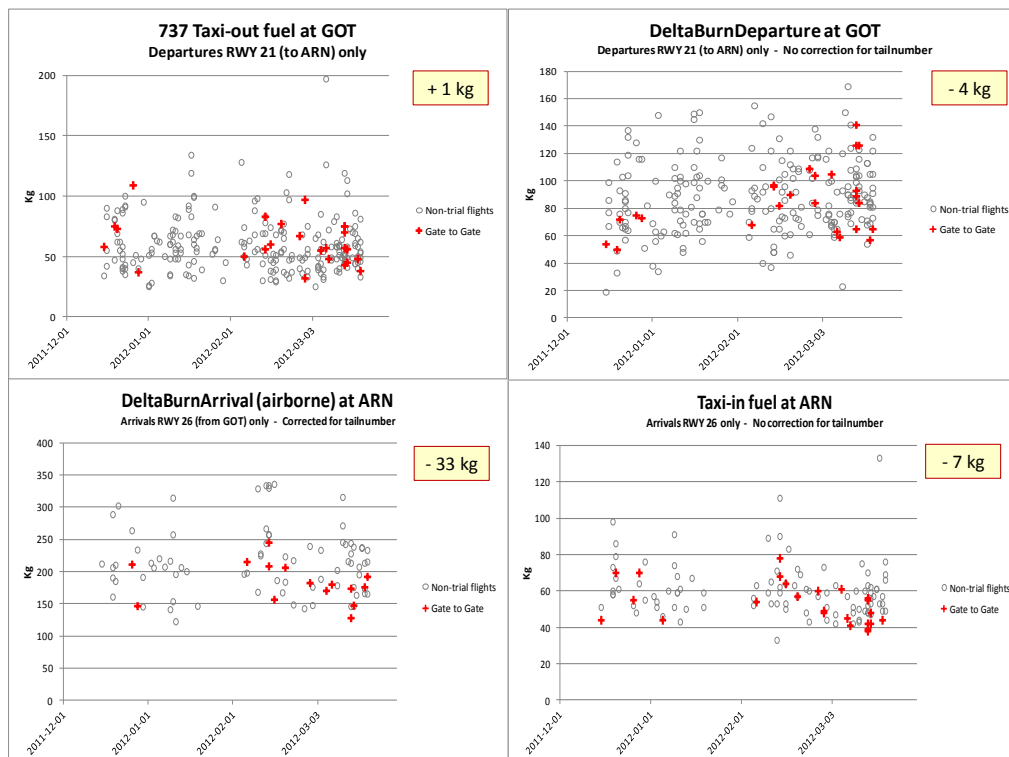 737 Taxi-out fuel at GOT
Departures RWY 21 (to ARN) only
+ 1 kg
200
150
100
50
0
Kg
Non-trial flights
Gate to Gate
2011-12-01
2012-01-01
2012-02-01
2012-03-03
DeltaBurnDeparture at GOT
Departures RWY 21 (to ARN) only - No correction for tailnumber
- 4 kg
180
160
140
120
100
80
60
40
20
0
Kg
Non-trial flights
Gate to Gate
2011-12-01
2012-01-01
2012-02-01
2012-03-03
DeltaBurnArrival (airborne) at ARN
Arrivals RWY 26 (from GOT) only - Corrected for tailnumber
- 33 kg
400
350
300
250
200
150
100
50
0
Kg
Non-trial flights
Gate to Gate
2011-12-01
2012-01-01
2012-02-01
2012-03-03
Taxi-in fuel at ARN
Arrivals RWY 26 only - No correction for tailnumber
- 7 kg
140
120
100
80
60
40
20
0
Kg
Non-trial flights
Gate to Gate
2011-12-01
2012-01-01
2012-02-01
2012-03-03